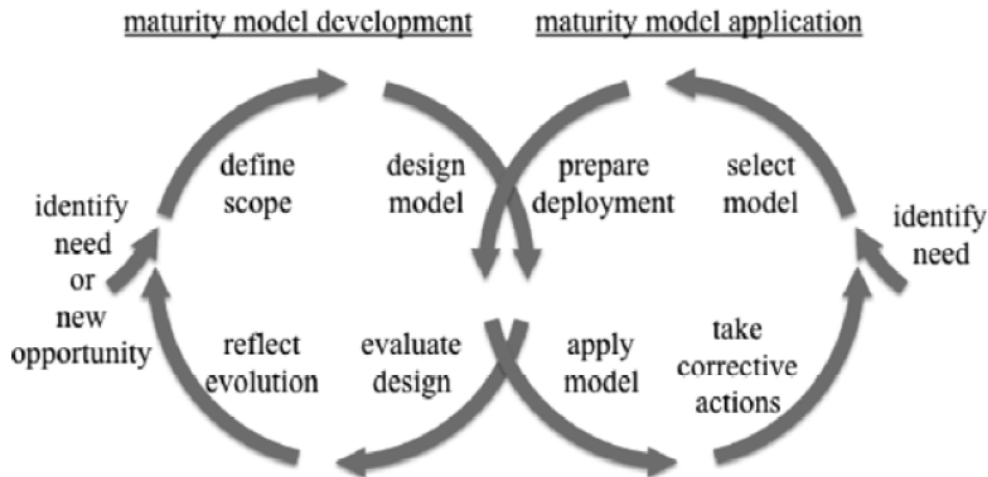 maturity model development
maturity model application
define
scope
design
model
prepare
deployment
select
model
identify
need
or
new
opportunity
identify
need
reflect
evolution
evaluate
design
apply
model
take
corrective
actions